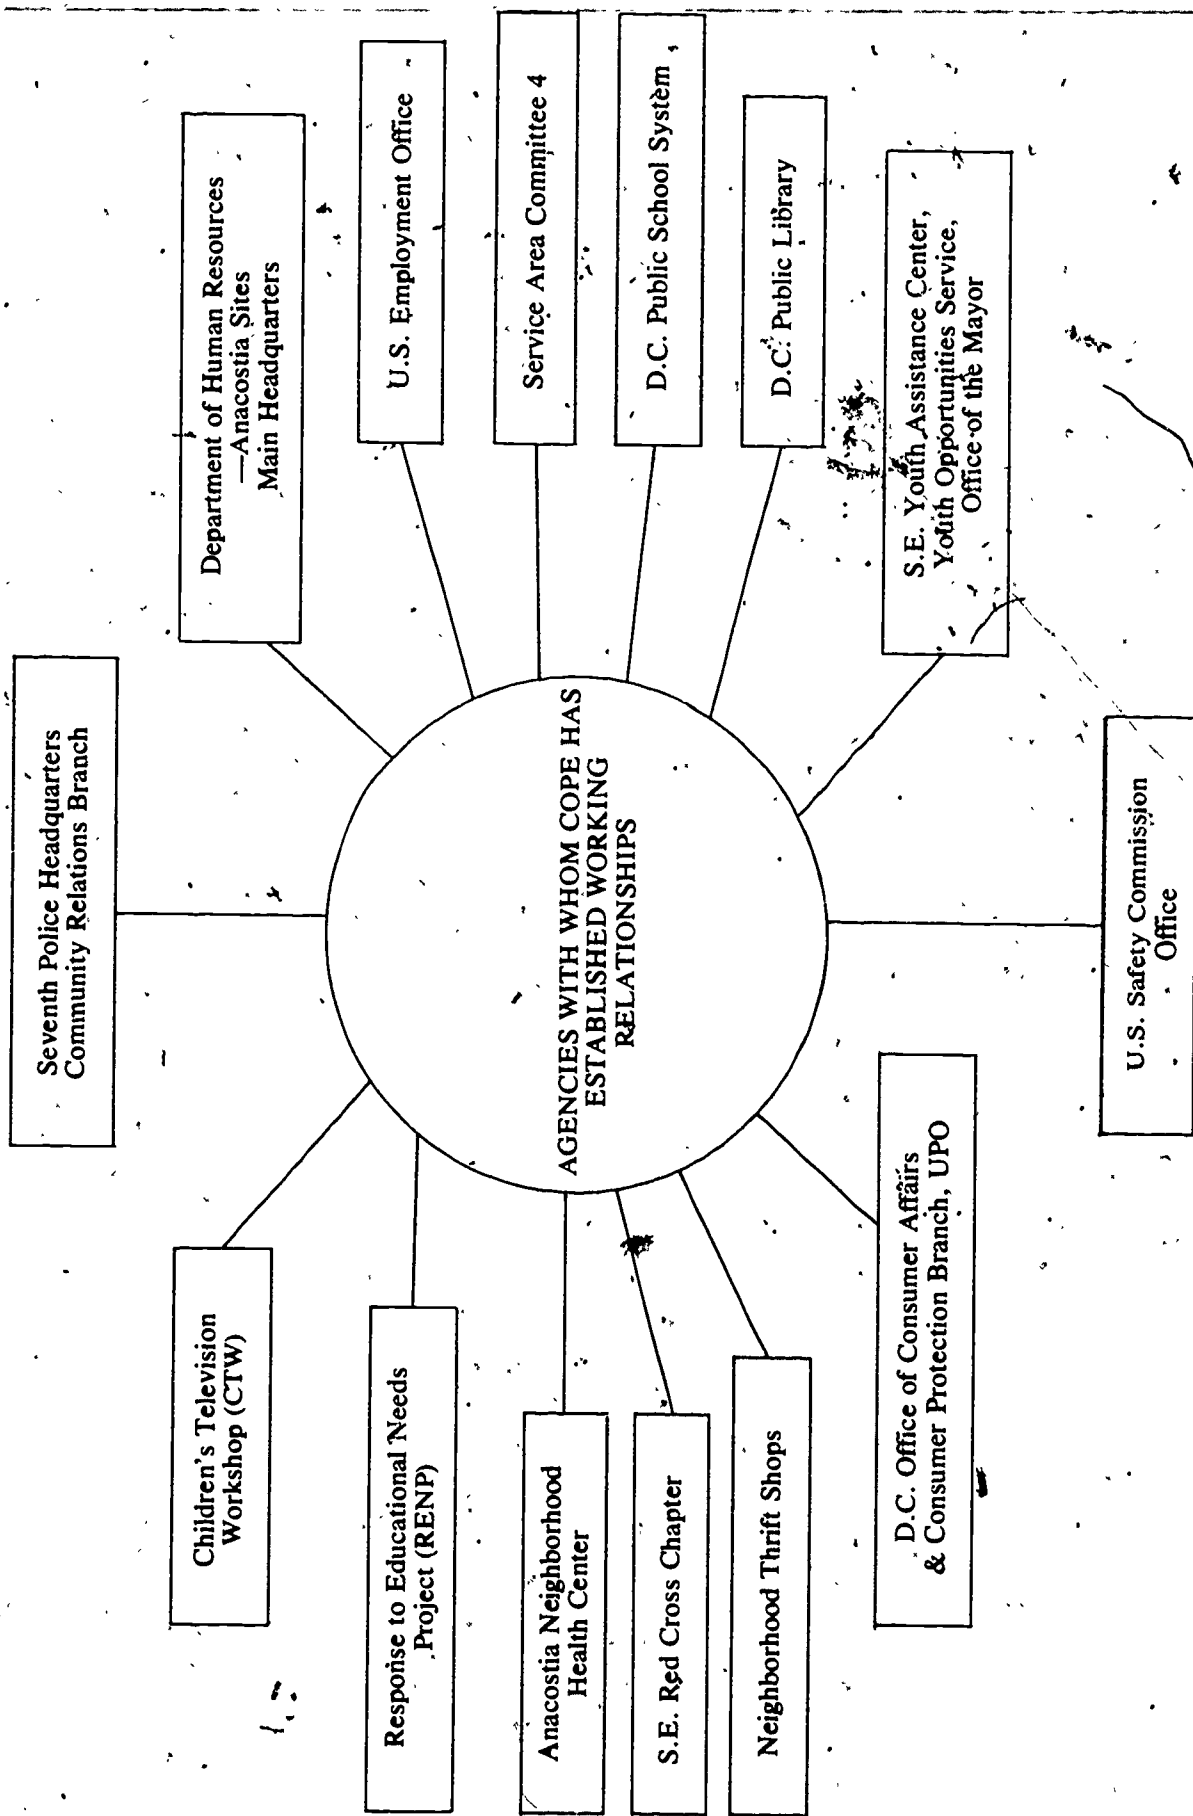 Seventh Police Headquarters
Community Relations Branch
Department of Human Resources
—Anacostia Sites
Main Headquarters
U.S. Employment Office
Service Area Committee 4
D.C. Public School System
D.C. Public Library
S.E. Youth Assistance Center,
Youth Opportunities Service,
Office of the Mayor
U.S. Safety Commission
Office
D.C. Office of Consumer Affairs
& Consumer Protection Branch, UPO
Neighborhood Thrift Shops
S.E. Red Cross Chapter
Anacostia Neighborhood
Health Center
Response to Educational Needs
Project (RENP)
Children's Television
Workshop (CTW)
AGENCIES WITH WHOM COPE HAS
ESTABLISHED WORKING
RELATIONSHIPS